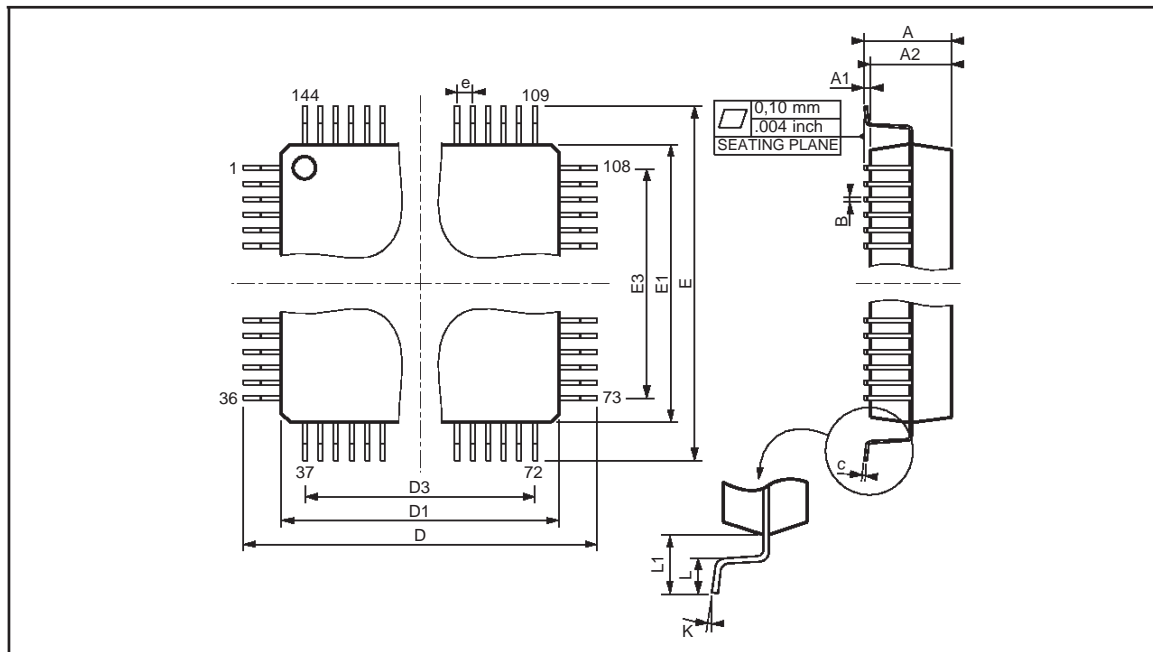 A
A2
A1
e
144
109
0,10 mm
.004 inch
SEATING PLANE
1
108
B
E3
E1
E
36
73
37
72
D3
D1
D
c
L1
L
K